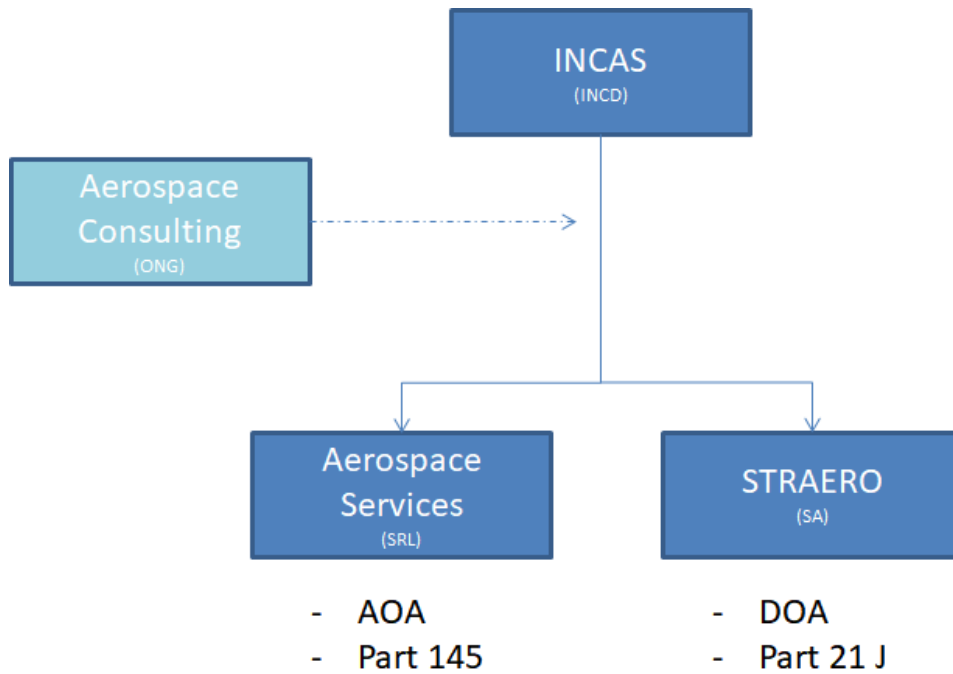 INCAS
(INCD)
Aerospace
Consulting
(ONG)
Aerospace
Services
(SRL)
STRAERO
(SA)
- AOA
- Part 145
- DOA
- Part 21 J